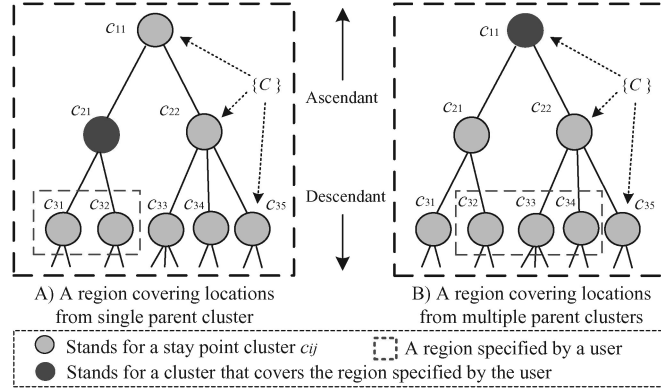 c11
c11
{C}
{C}
Ascendant
c21
c22
c21
c22
Descendant
c31
c32
c33
c34
c35
c31
c32
c33
c34
c35
A) A region covering locations
from single parent cluster
B) A region covering locations
from multiple parent clusters
Stands for a stay point cluster cij
A region specified by a user
Stands for a cluster that covers the region specified by the user